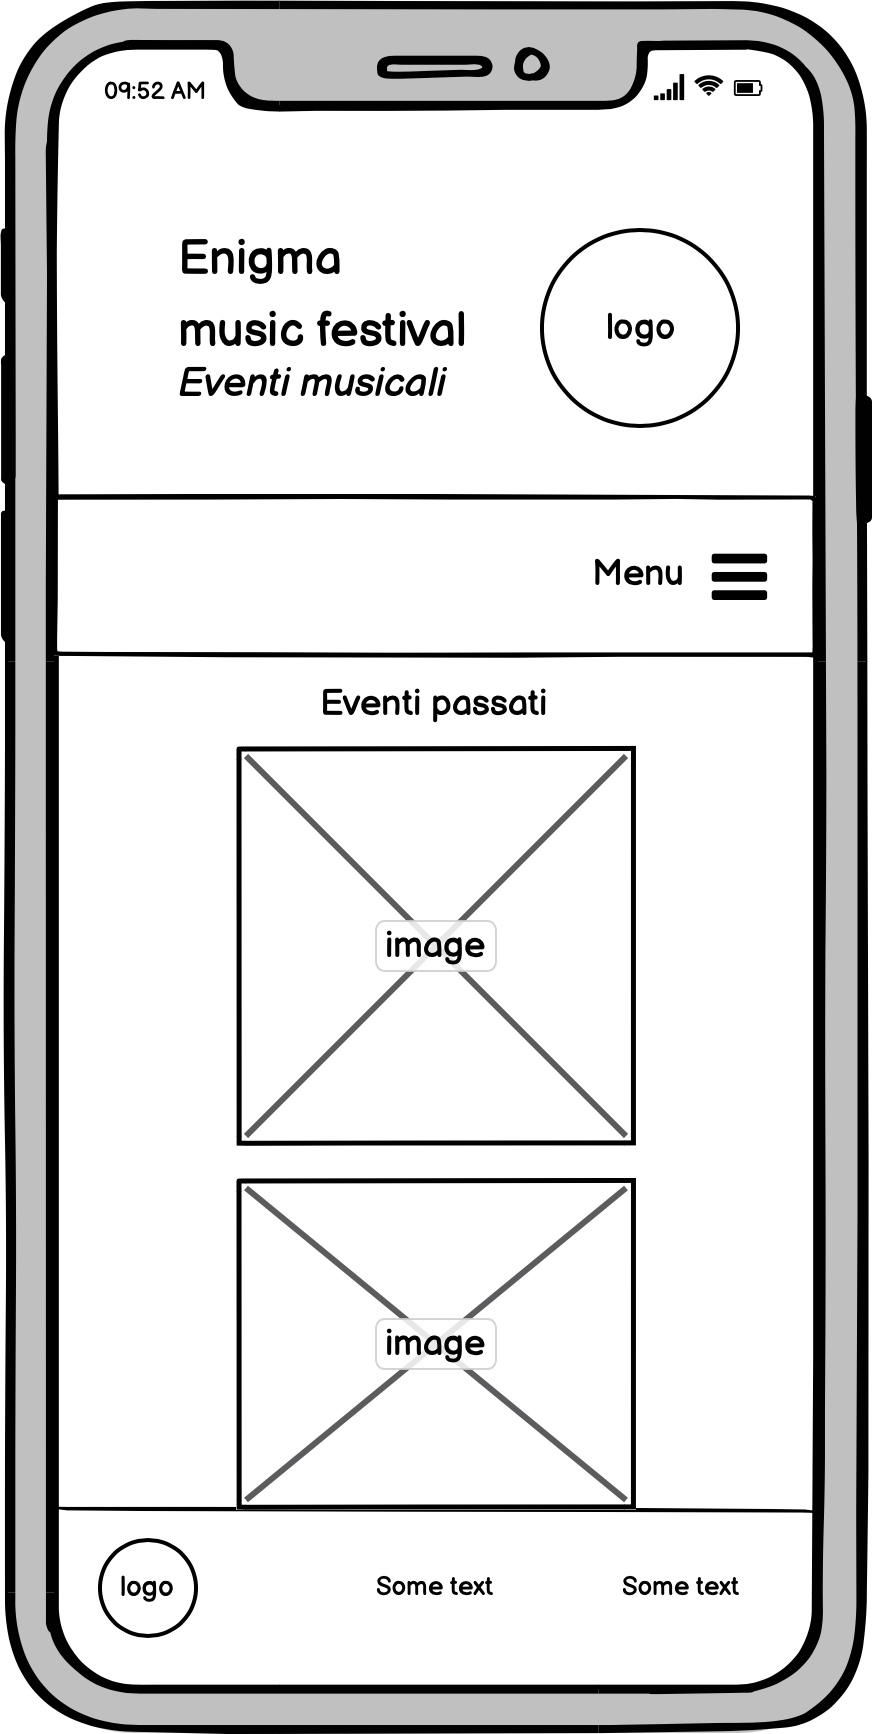 09:52 AM
Enigma
music festival
Eventi musicali
logo
Menu
Eventi passati
image
image
logo
Some text
Some text